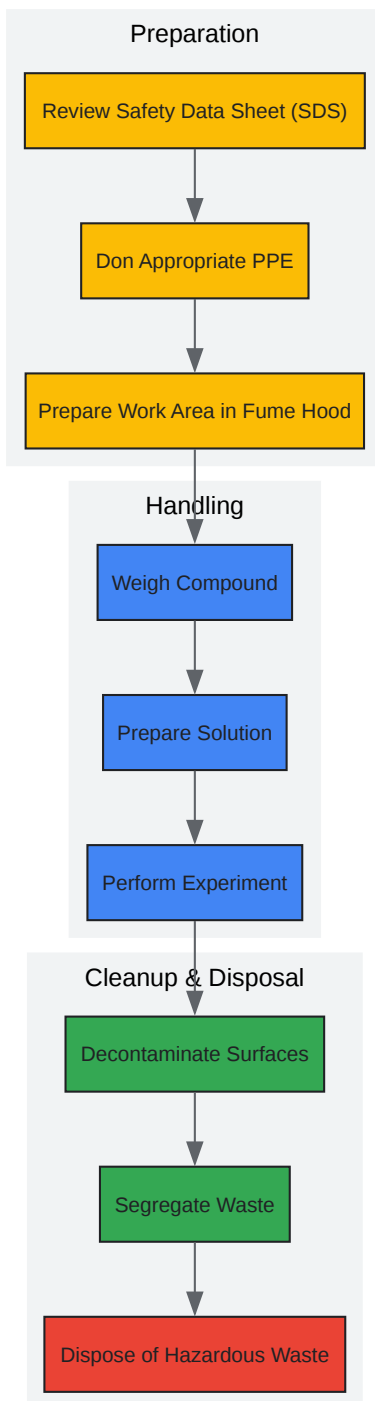 Preparation
Review Safety Data Sheet (SDS)
Don Appropriate PPE
Prepare Work Area in Fume Hood
Handling
Weigh Compound
Prepare Solution
Perform Experiment
Cleanup & Disposal
Decontaminate Surfaces
Segregate Waste
Dispose of Hazardous Waste